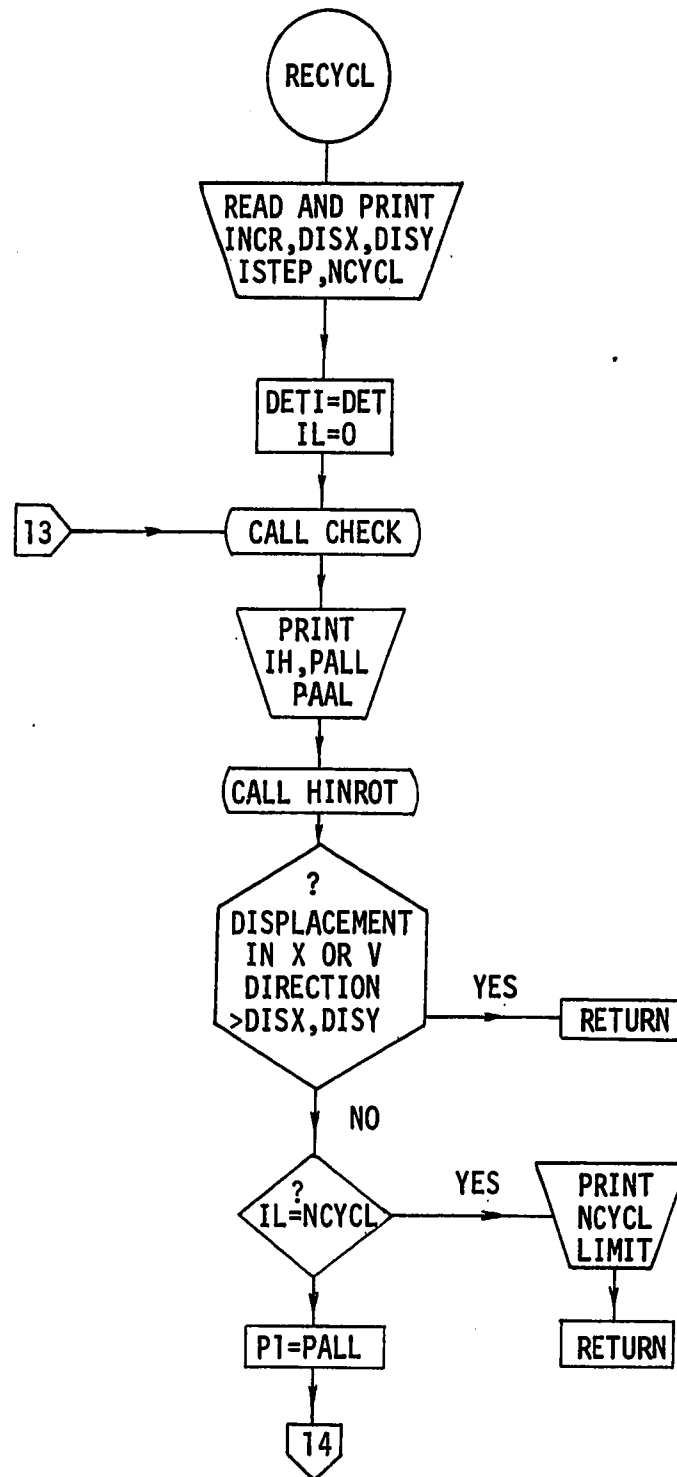 RECYCL
READ AND PRINT
INCR,DISX,DISY
ISTEP,NCYCL
DETI=DET
IL=0
13
CALL CHECK
PRINT
IH,PALL
PAAL
CALL HINROT
?
DISPLACEMENT
IN X OR V
DIRECTION
>DISX,DISY
YES
RETURN
NO
?
IL=NCYCL
YES
PRINT
NCYCL
LIMIT
P1=PALL
RETURN
14